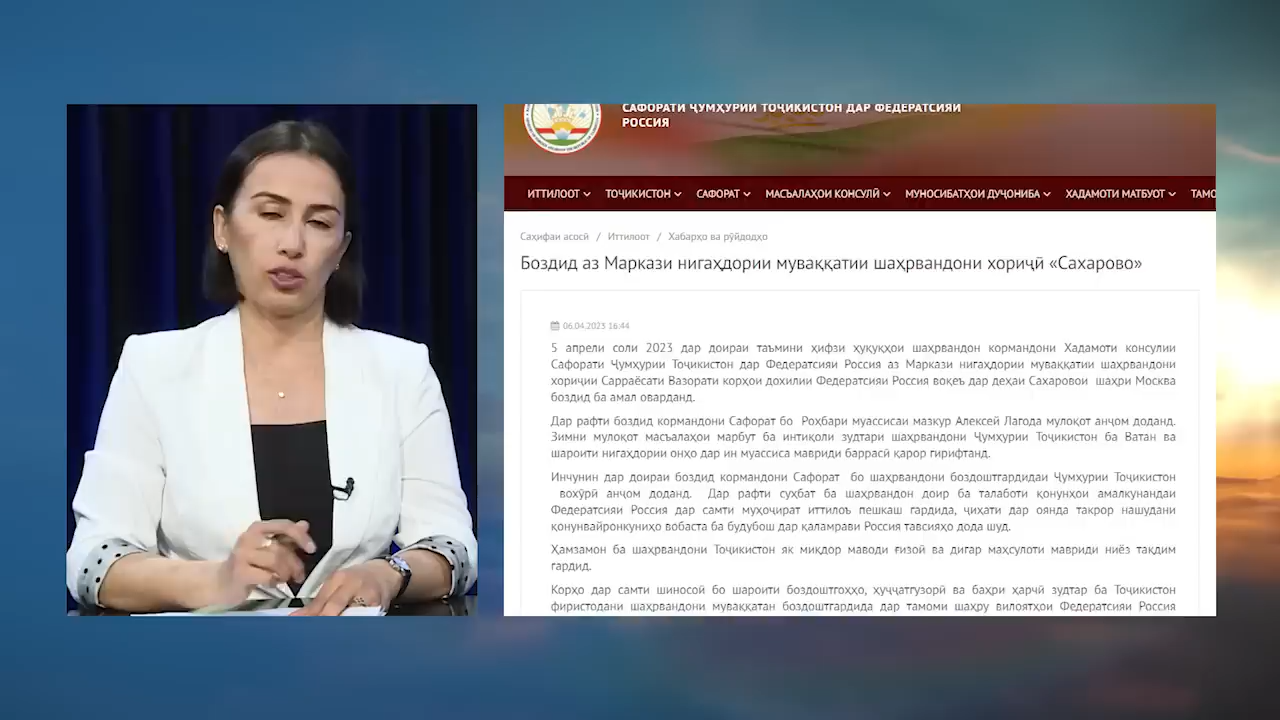 САФОРАТИ ҶУМҲУРИИ ТОҶИКИСТОН ДАР ФЕДЕРАТСИЯИ
РОССИЯ
ИТТИЛООТ ТОҶИКИСТОН САФОРАТ МАСЪАЛАҲОИ КОНСУЛӢ МУНОСИБАТҲОИ ДУҶОНИБА ХАДАМОТИ МАТБУОТ ТАМО
Саҳифаи асосӣ / Иттилоот / Хабарҳо ва рӯйдодҳо
Боздид аз Маркази нигаҳдории муваққатии шаҳрвандони хориҷӣ «Сахарово»
06.04.2023 16:44
5 апрели соли 2023 дар доираи таъмини ҳифзи ҳуқуқҳои шаҳрвандон кормандони Хадамоти консулии
Сафорати Ҷумҳурии Тоҷикистон дар Федератсияи Россия аз Маркази нигаҳдории муваққатии шаҳрвандони
хориҷии Сарраёсати Вазорати корҳои дохилии Федератсияи Россия воқеъ дар деҳаи Сахаровои шаҳри Москва
боздид ба амал оварданд.
Дар рафти боздид кормандони Сафорат бо Роҳбари муассисаи мазкур Алексей Лагода мулоқот анҷом доданд.
Зимни мулоқот масъалаҳои марбут ба интиқоли зудтари шаҳрвандони Ҷумҳурии Тоҷикистон ба Ватан ва
шароити нигаҳдории онҳо дар ин муассиса мавриди баррасӣ қарор гирифтанд.
Инчунин дар доираи боздид кормандони Сафорат бо шаҳрвандони боздоштгардидаи Ҷумҳурии Тоҷикистон
вохӯрӣ анҷом доданд. Дар рафти суҳбат ба шаҳрвандон доир ба талаботи қонунҳои амалкунандаи
Федератсияи Россия дар самти муҳоҷират иттилоъ пешкаш гардида, ҷиҳати дар оянда такрор нашудани
қонунвайронкуниҳо вобаста ба будубош дар қаламрави Россия тавсияҳо дода шуд.
Ҳамзамон ба шаҳрвандони Тоҷикистон як миқдор маводи ғизоӣ ва дигар маҳсулоти мавриди ниёз тақдим
гардид.
Корҳо дар самти шиносоӣ бо шароити боздоштгоҳҳо, ҳуҷҷатгузорӣ ва баҳри ҳарчӣ зудтар ба Тоҷикистон
фиристодани шаҳрвандони муваққатан боздоштгардида дар тамоми шаҳру вилоятҳои Федератсияи Россия